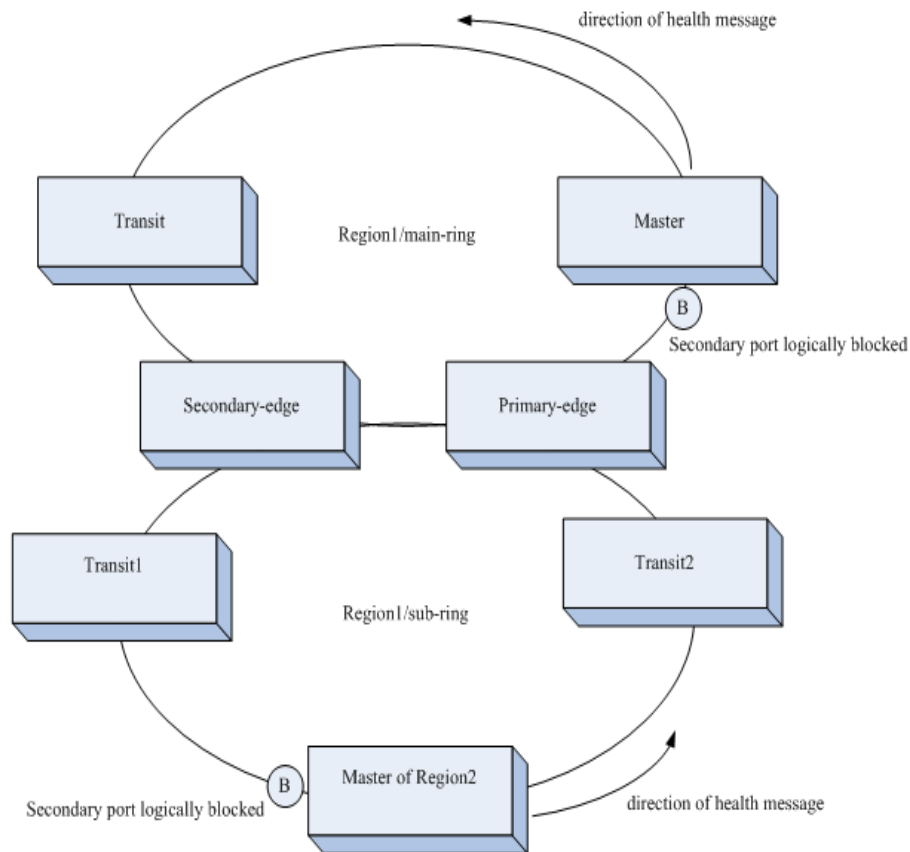 direction of health message
Transit
Master
Region1/main-ring
B
Secondary port logically blocked
Secondary-edge
Primary-edge
Transit1
Transit2
Region1/sub-ring
Master of Region2
B
Secondary port logically blocked
direction of health message